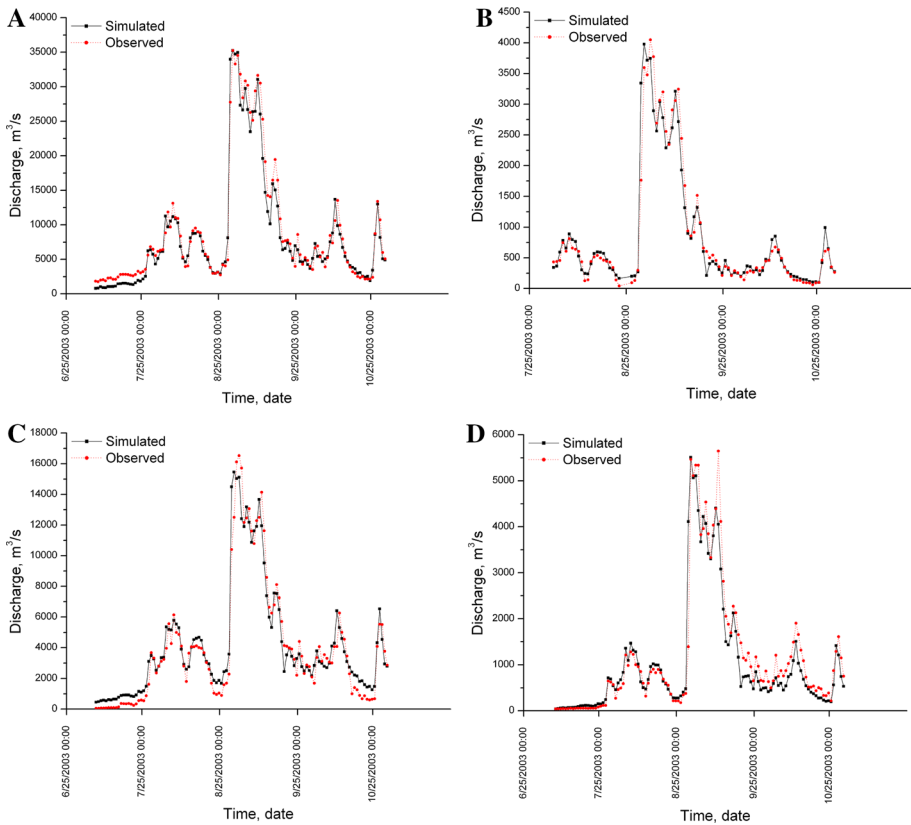 A
Simulated
Observed
40000
35000
30000
25000
20000
15000
10000
5000
0
Discharge, m³/s
6/25/2003 00:00
7/25/2003 00:00
8/25/2003 00:00
9/25/2003 00:00
10/25/2003 00:00
Time, date
B
Simulated
Observed
4500
4000
3500
3000
2500
2000
1500
1000
500
0
Discharge, m³/s
7/25/2003 00:00
8/25/2003 00:00
9/25/2003 00:00
10/25/2003 00:00
Time, date
C
Simulated
Observed
18000
16000
14000
12000
10000
8000
6000
4000
2000
0
Discharge, m³/s
6/25/2003 00:00
7/25/2003 00:00
8/25/2003 00:00
9/25/2003 00:00
10/25/2003 00:00
Time, date
D
Simulated
Observed
6000
5000
4000
3000
2000
1000
0
Discharge, m³/s
6/25/2003 00:00
7/25/2003 00:00
8/25/2003 00:00
9/25/2003 00:00
10/25/2003 00:00
Time, date